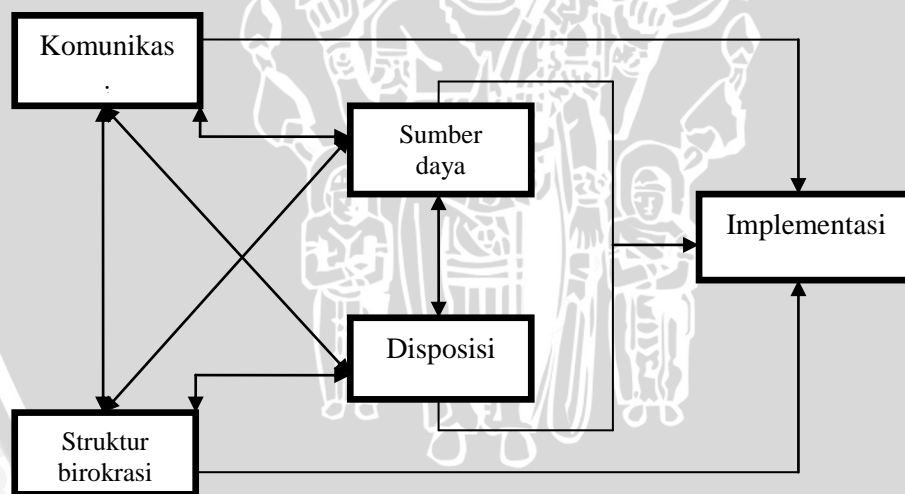 Komunikas
.
Sumber
daya
Implementasi
Disposisi
Struktur
birokrasi